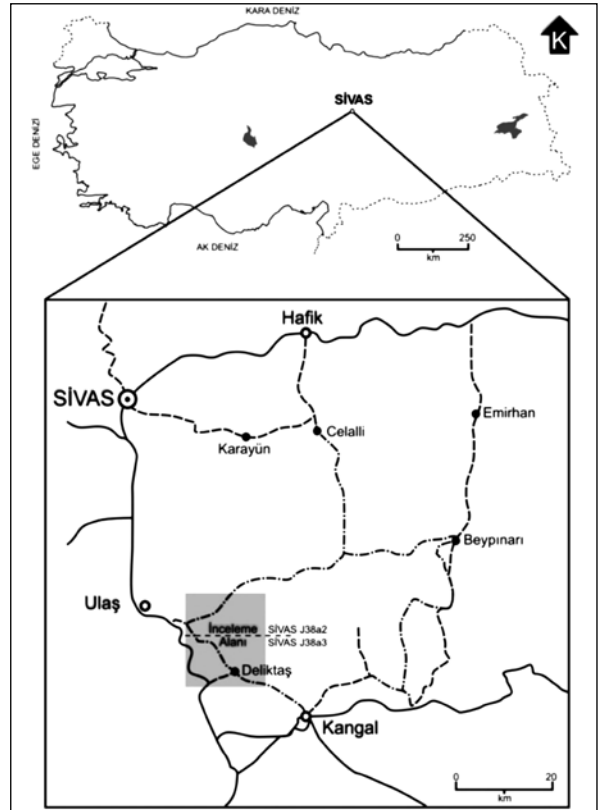 KARA DENİZ
K
SİVAS
EGE DENİZİ
AK DENİZ
0 250
km
Hafik
SİVAS
Emirhan
Celalli
Karayün
Beypınarı
Ulaş
İnceleme
Alanı
SİVAS J38a2
SİVAS J38a3
Deliktaş
Kangal
0 20
km